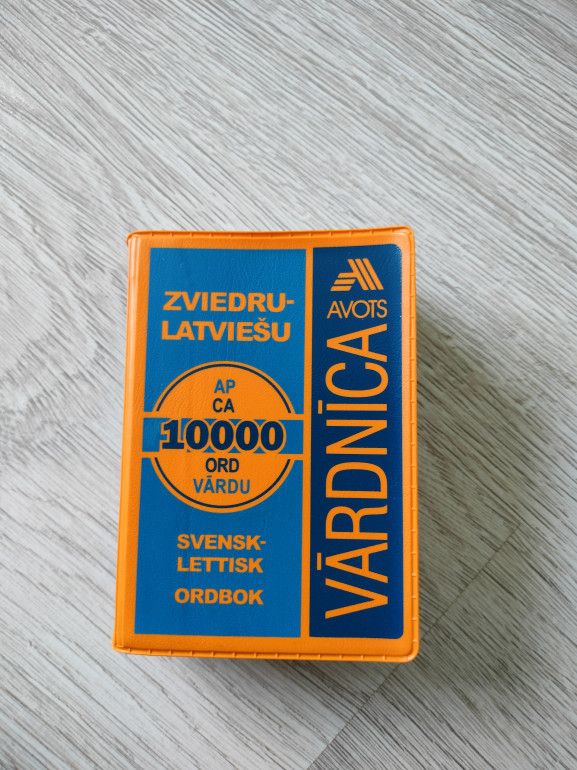 ZVIEDRU-
LATVIEŠU
AP
CA
10000
ORD
VĀRDU
SVENSK-
LETTISK
ORDBOK
AVOTS
VĀRDNĪCA